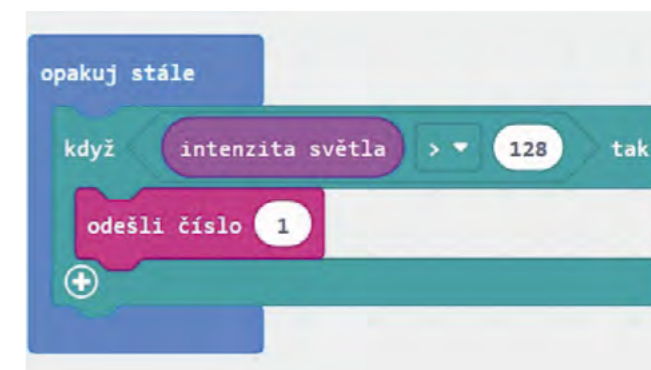 opakuj stále
když intenzita světla > 128 tak
odešli číslo 1